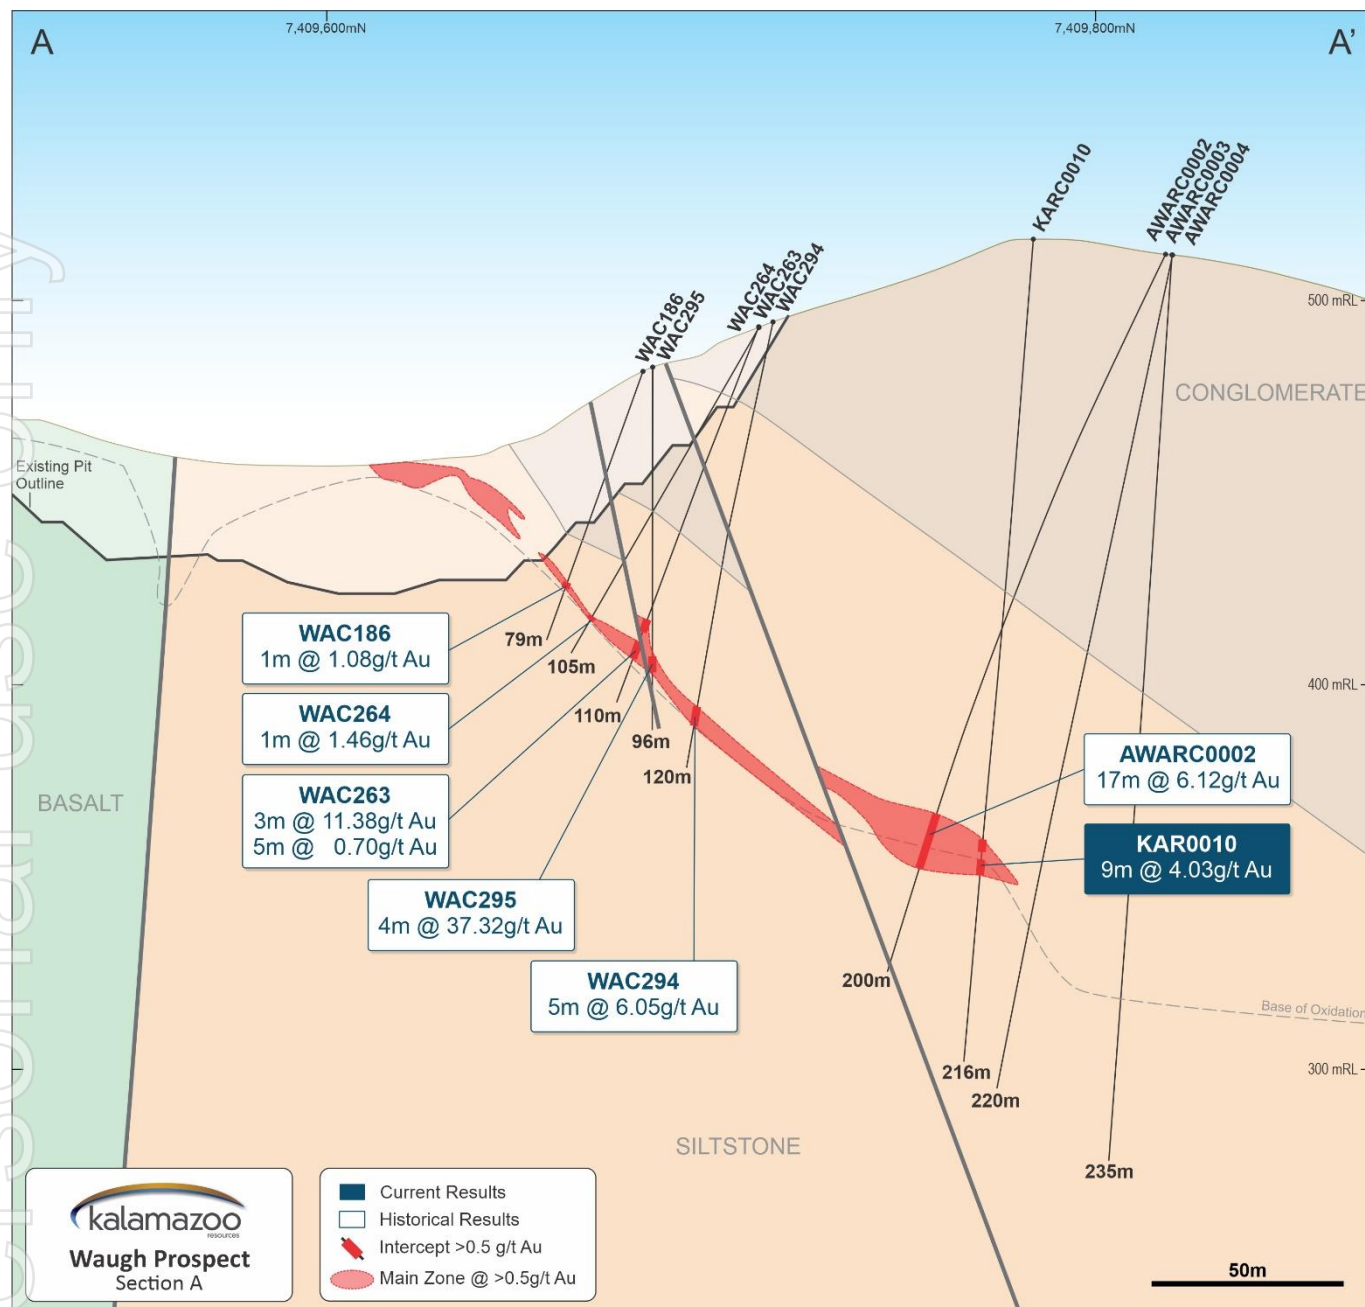 A
7,409,600mN
7,409,800mN
A'
KARC0010
AWARC0002
AWARC0003
AWARC0004
WAC186
WAC295
WAC264
WAC263
WAC294
500 mRL
CONGLOMERATE
Existing Pit
Outline
WAC186
1m @ 1.08g/t Au
79m
105m
WAC264
1m @ 1.46g/t Au
110m
96m
120m
400 mRL
WAC263
3m @ 11.38g/t Au
5m @ 0.70g/t Au
BASALT
AWARC0002
17m @ 6.12g/t Au
KAR0010
9m @ 4.03g/t Au
WAC295
4m @ 37.32g/t Au
WAC294
5m @ 6.05g/t Au
200m
Base of Oxidation
216m
220m
300 mRL
SILTSTONE
235m
kalamazoo
resources
Waugh Prospect
Section A
Current Results
Historical Results
Intercept >0.5 g/t Au
Main Zone @ >0.5g/t Au
50m